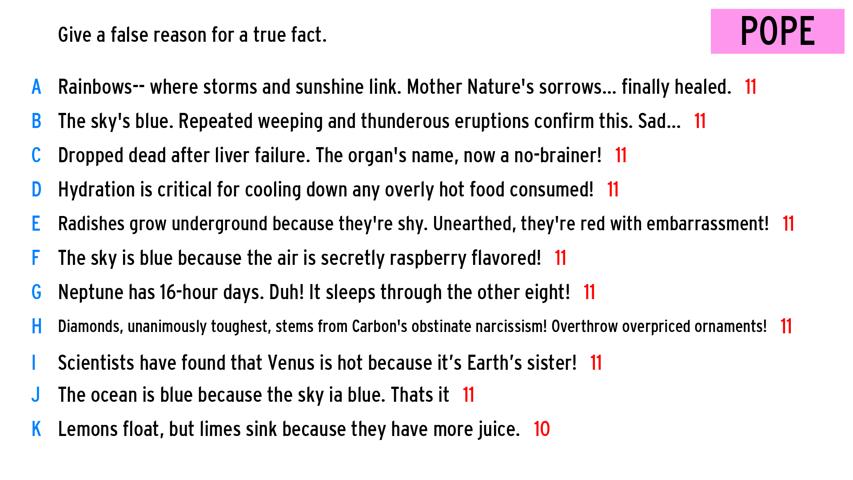 Give a false reason for a true fact.
POPE
A Rainbows-- where storms and sunshine link. Mother Nature's sorrows... finally healed. 11
B The sky's blue. Repeated weeping and thunderous eruptions confirm this. Sad... 11
C Dropped dead after liver failure. The organ's name, now a no-brainer! 11
D Hydration is critical for cooling down any overly hot food consumed! 11
E Radishes grow underground because they're shy. Unearthed, they're red with embarrassment! 11
F The sky is blue because the air is secretly raspberry flavored! 11
G Neptune has 16-hour days. Duh! It sleeps through the other eight! 11
H Diamonds, unanimously toughest, stems from Carbon's obstinate narcissism! Overthrow overpriced ornaments! 11
I Scientists have found that Venus is hot because it’s Earth’s sister! 11
J The ocean is blue because the sky ia blue. Thats it 11
K Lemons float, but limes sink because they have more juice. 10